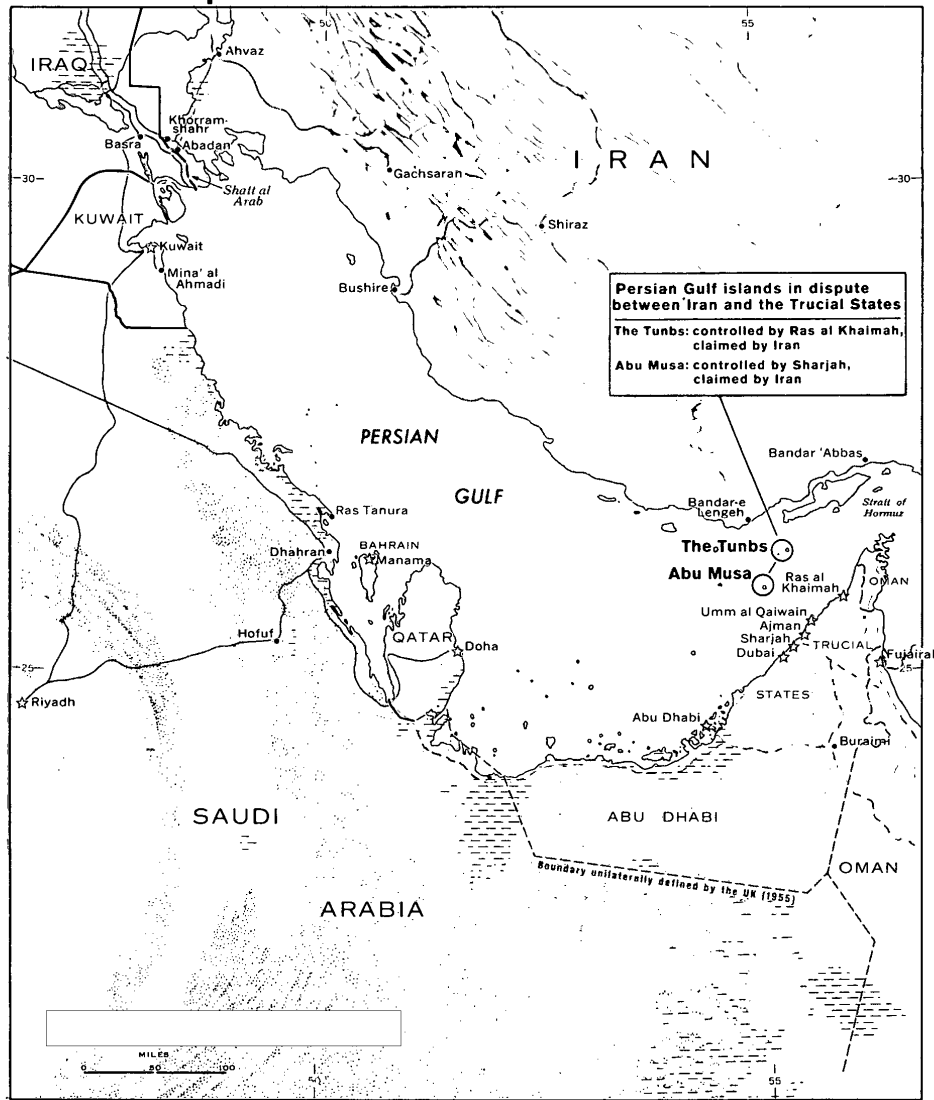 50
55
IRAQ
Ahvaz
Khorram-
shahr
Basra
Abadan
IRAN
30
Gachsaran
30
Shatt al
Arab
KUWAIT
Shiraz
Kuwait
Mina' al
Ahmadi
Bushire
Persian Gulf islands in dispute
between Iran and the Trucial States
The Tunbs: controlled by Ras al Khaimah,
claimed by Iran
Abu Musa: controlled by Sharjah,
claimed by Iran
PERSIAN
GULF
Bandar 'Abbas
Bandar-e
Lengeh
Strait of
Hormuz
Ras Tanura
The Tunbs
Dhahran
BAHRAIN
Manama
Abu Musa
Ras al
Khaimah
OMAN
Umm al Qaiwain
Ajman
Hofuf
QATAR
Doha
Sharjah
TRUCIAL
Dubai
Fujairah
25
25
STATES
Riyadh
Abu Dhabi
Buraimi
SAUDI
ABU DHABI
Boundary unilaterally defined by the UK (1955)
OMAN
ARABIA
MILES
0 50 100
55